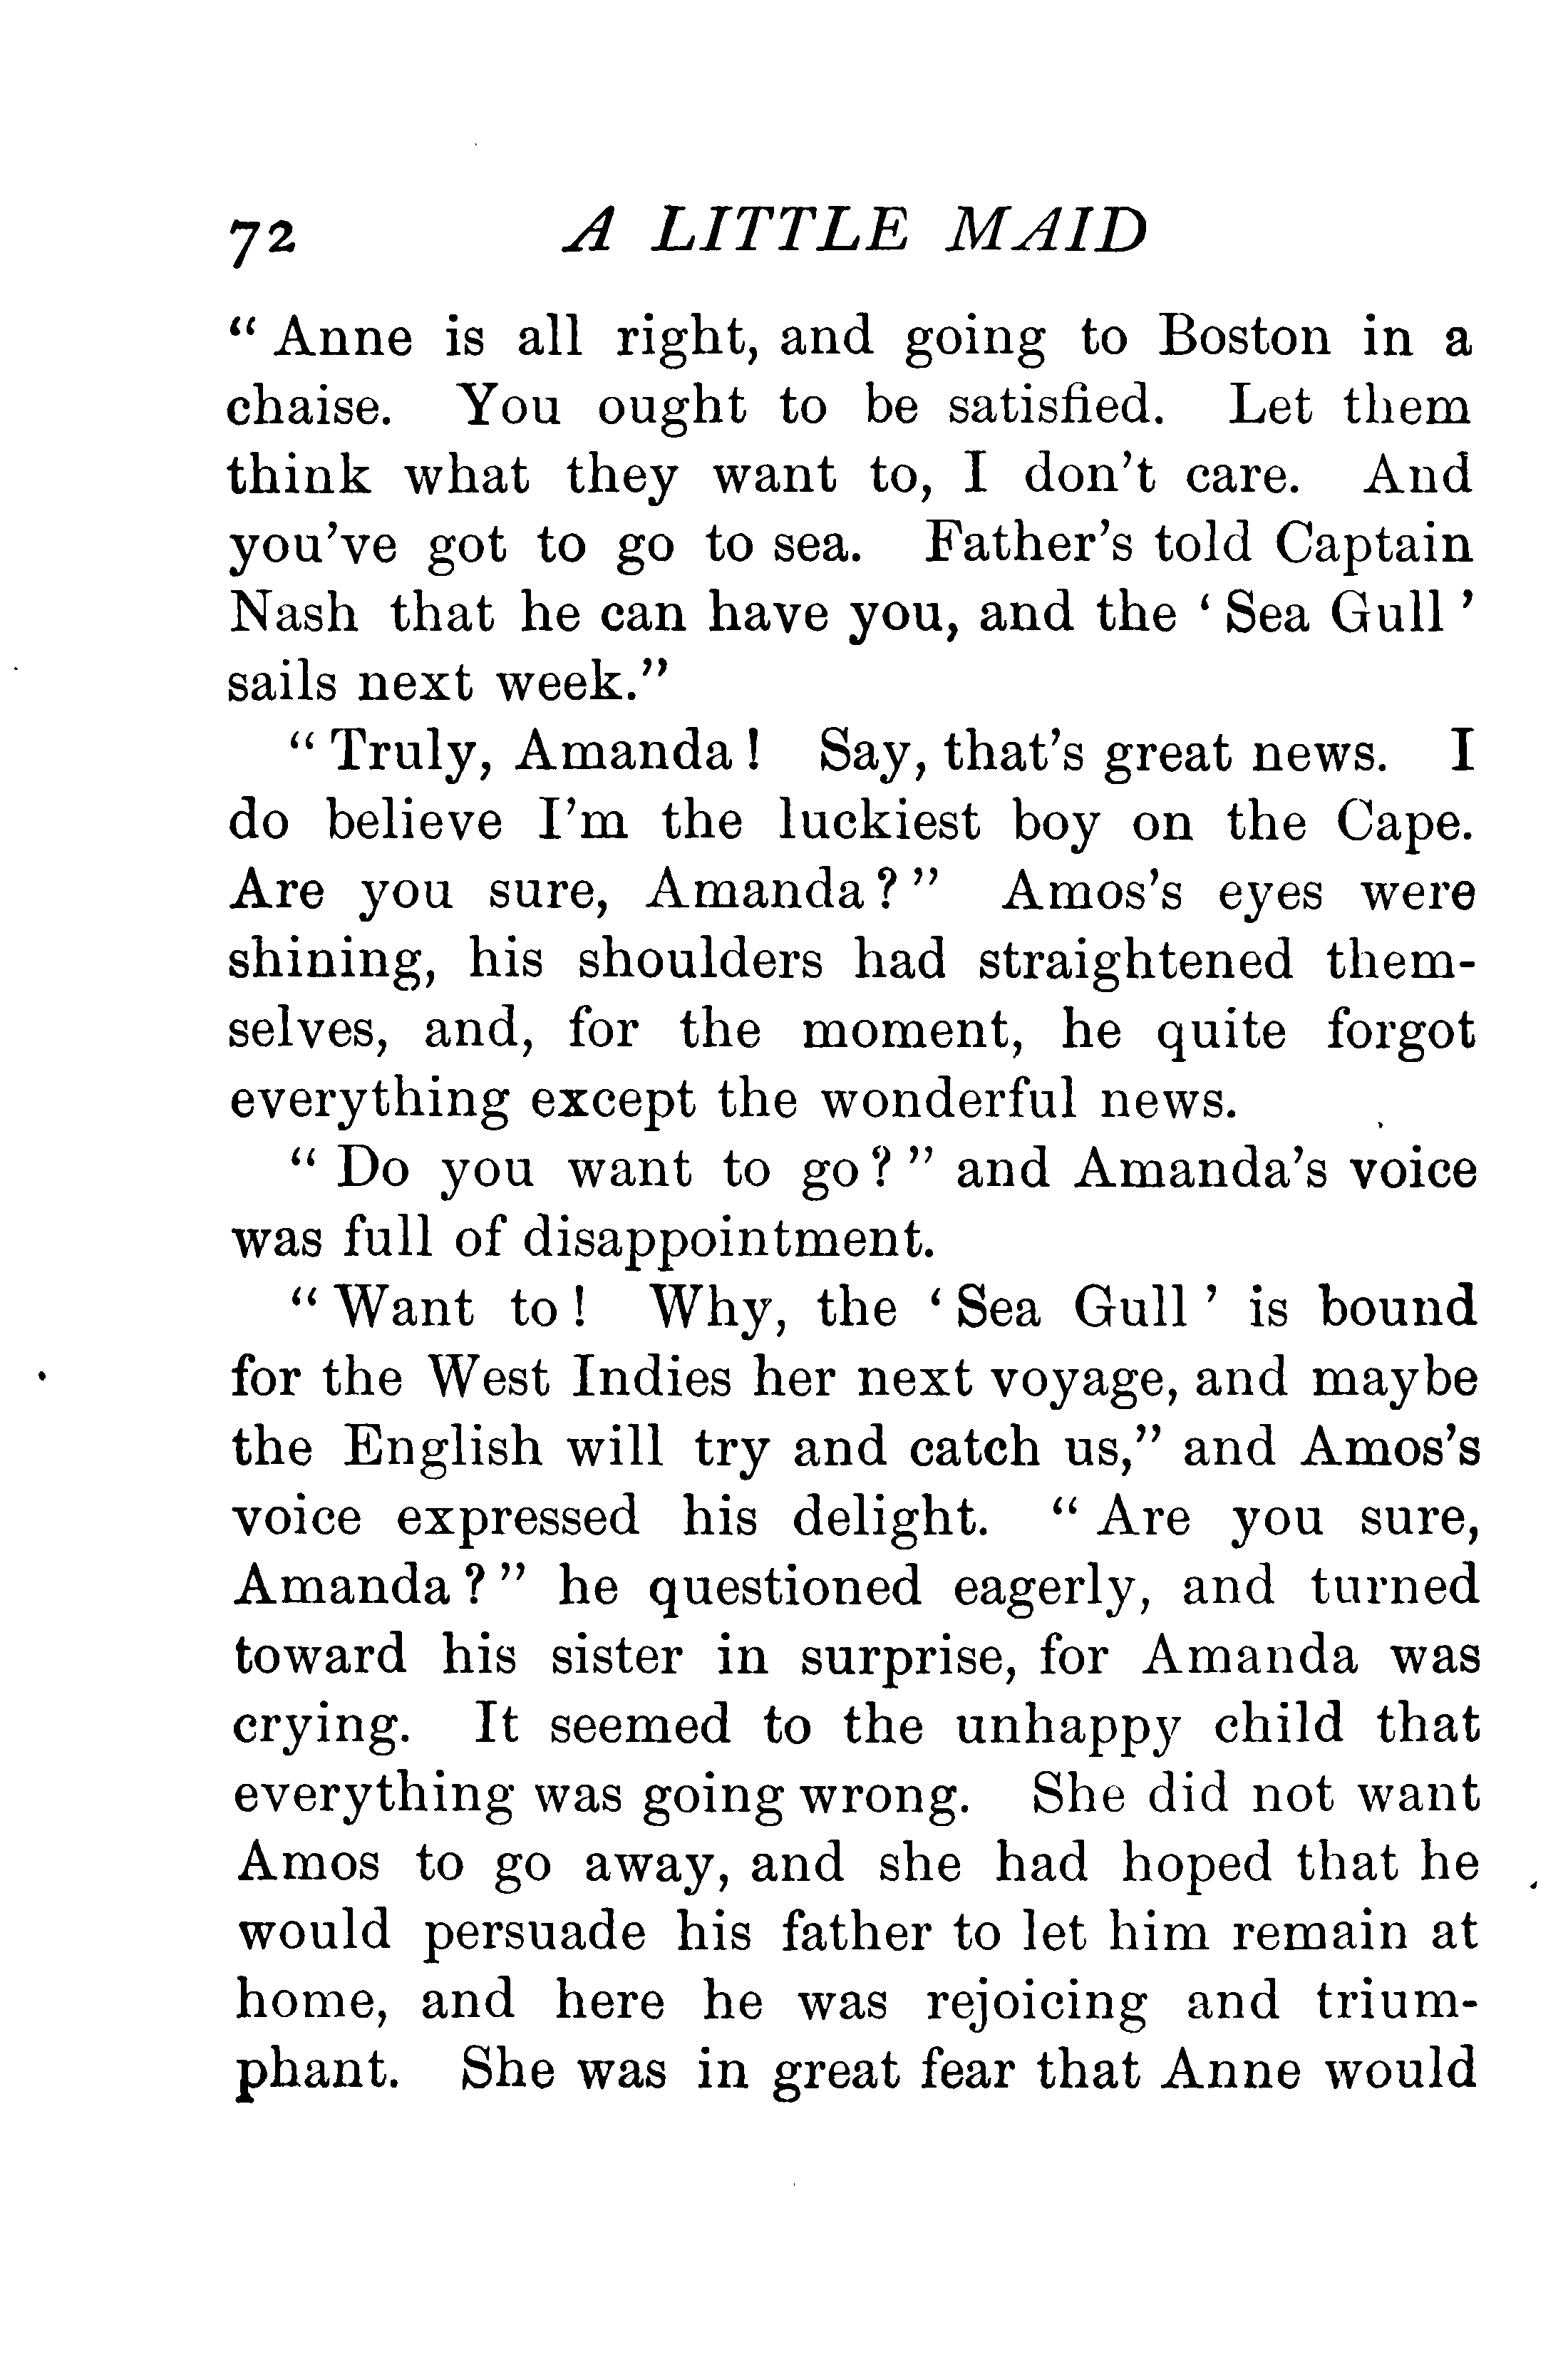 72 A LITTLE MAID
“ Anne is all right, and going to Boston in a
chaise. You ought to be satisfied. Let them
think what they want to, I don’t care. And
you’ve got to go to sea. Father’s told Captain
Nash that he can have you, and the ‘ Sea Gull ’
sails next week.”
“ Truly, Amanda ! Say, that’s great news. I
do believe I’m the luckiest boy on the Cape.
Are you sure, Amanda ? ” Amos’s eyes were
shining, his shoulders had straightened them-
selves, and, for the moment, he quite forgot
everything except the wonderful news.
“ Do you want to go ? ” and Amanda’s voice
was full of disappointment.
“ Want to ! Why, the ‘ Sea Gull ’ is bound
for the West Indies her next voyage, and maybe
the English will try and catch us,” and Amos’s
voice expressed his delight. “ Are you sure,
Amanda ? ” he questioned eagerly, and turned
toward his sister in surprise, for Amanda was
crying. It seemed to the unhappy child that
everything was going wrong. She did not want
Amos to go away, and she had hoped that he
would persuade his father to let him remain at
home, and here he was rejoicing and trium-
phant. She was in great fear that Anne would